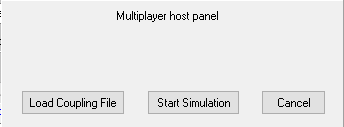 Multiplayer host panel
Load Coupling File Start Simulation Cancel